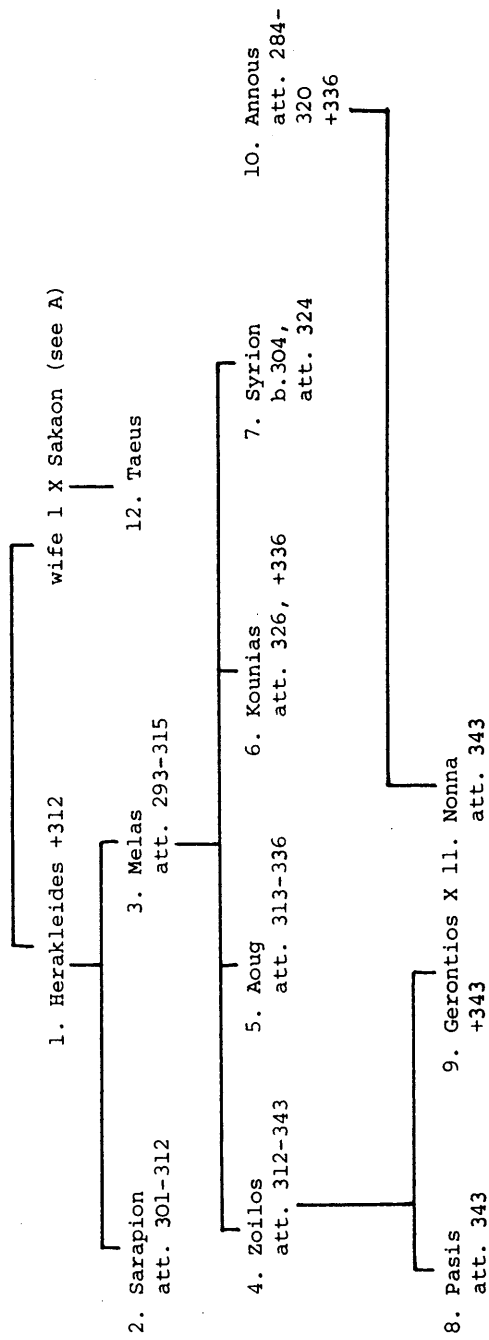 1. Herakleides +312
wife 1 X Sakaon (see A)
2. Sarapion
att. 301-312
3. Melas
att. 293-315
12. Taeus
4. Zoilos
att. 312-343
5. Aoug
att. 313-336
6. Kounias
att. 326, +336
7. Syrion
b.304,
att. 324
10. Annous
att. 284-
320
+336
8. Pasis
att. 343
9. Gerontios X 11. Nonna
+343
att. 343